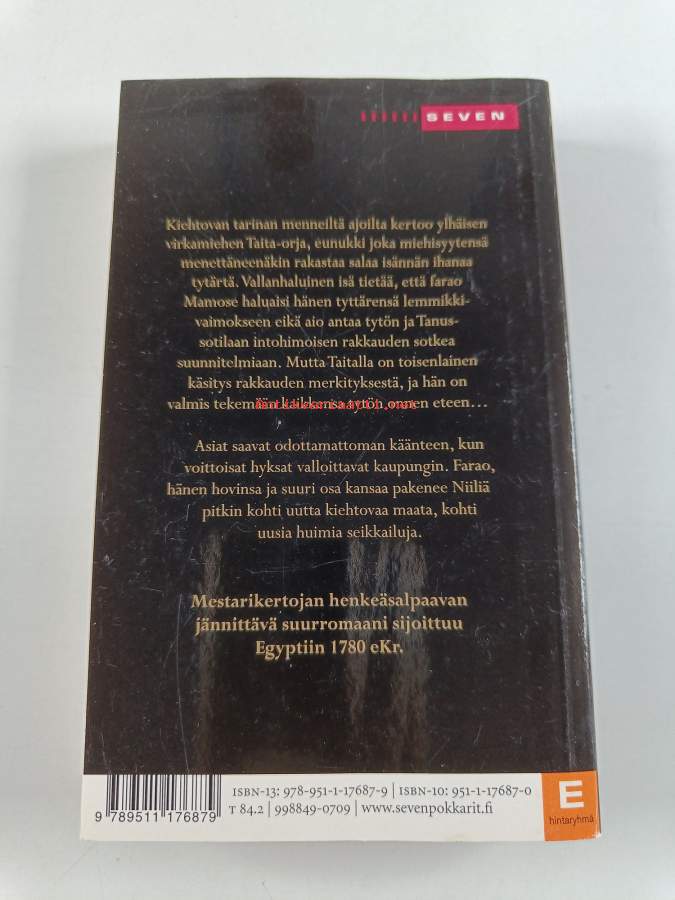 SEVEN
Kiehtovan tarinan menneiltä ajoilta kertoo ylhäisen
virkamiehen Taita-orja, eunukki joka miehisyytensä
menettäneenäkin rakastaa salaa isännän ihanaa
tytärtä. Vallanhaluinen isä tietää, että farao
Mamose haluaisi hänen tyttärensä lemmikki-
vaimokseen eikä aio antaa tytön ja Tanus-
sotilaan intohimoisen rakkauden sotkea
suunnitelmiaan. Mutta Taitalla on toisenlainen
käsitys rakkauden merkityksestä, ja hän on
valmis tekemään kaikkensa tytön onnen eteen…
Asiat saavat odottamattoman käänteen, kun
voittoisat hyksat valloittavat kaupungin. Farao,
hänen hovinsa ja suuri osa kansaa pakenee Niiliä
pitkin kohti uutta kiehtovaa maata, kohti
uusia huimia seikkailuja.
Mestarikertojan henkeäsalpaavan
jännittävä suurromaani sijoittuu
Egyptiin 1780 eKr.
ISBN-13: 978-951-1-17687-9 | ISBN-10: 951-1-17687-0
T 84.2 | 998849-0709 | www.sevenpokkarit.fi
9 789511 176879
E
hintaryhmä